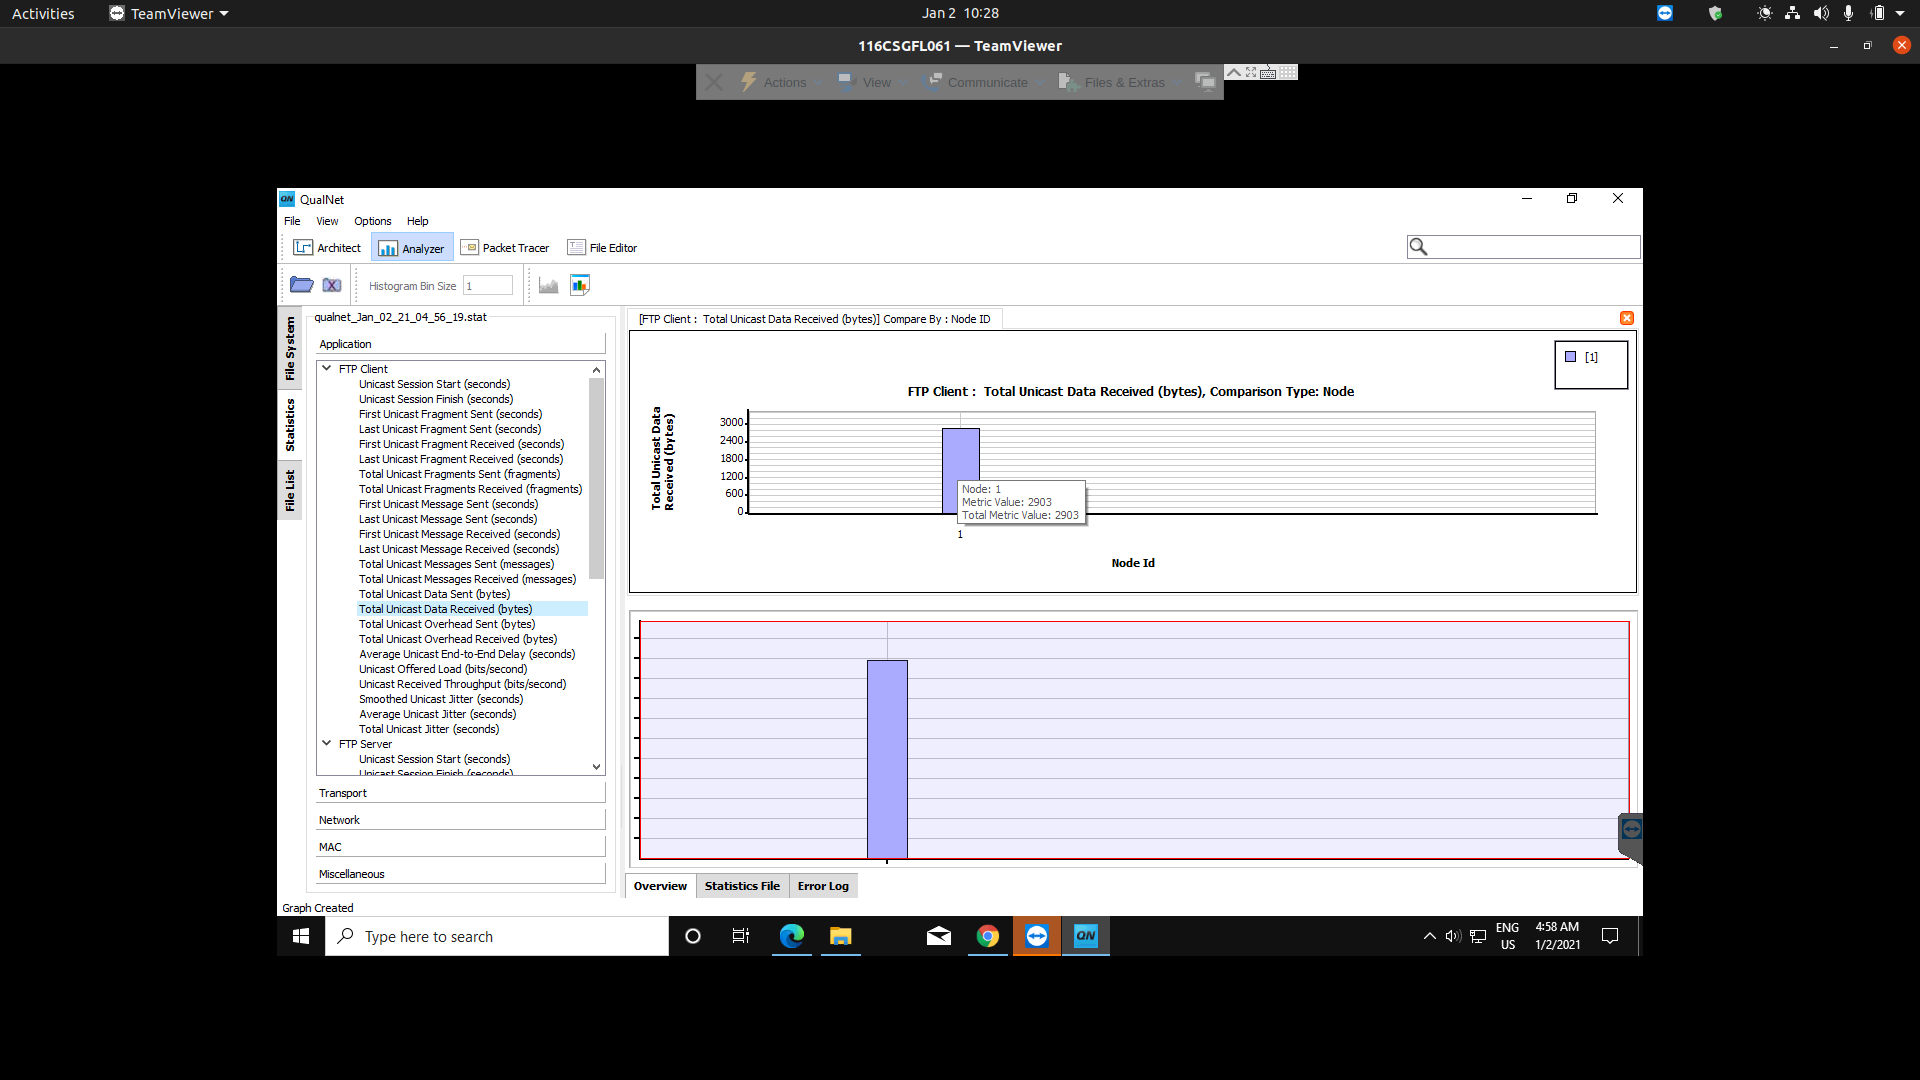 Activities
TeamViewer
Jan 2 10:28
116CSGFL061 — TeamViewer
Actions
View
Communicate
Files & Extras
QN
QualNet
File
View
Options
Help
Architect
Analyzer
Packet Tracer
File Editor
Histogram Bin Size
1
File System
Statistics
File List
qualnet_Jan_02_21_04_56_19.stat
Application
FTP Client
Unicast Session Start (seconds)
Unicast Session Finish (seconds)
First Unicast Fragment Sent (seconds)
Last Unicast Fragment Sent (seconds)
First Unicast Fragment Received (seconds)
Last Unicast Fragment Received (seconds)
Total Unicast Fragments Sent (fragments)
Total Unicast Fragments Received (fragments)
First Unicast Message Sent (seconds)
Last Unicast Message Sent (seconds)
First Unicast Message Received (seconds)
Last Unicast Message Received (seconds)
Total Unicast Messages Sent (messages)
Total Unicast Messages Received (messages)
Total Unicast Data Sent (bytes)
Total Unicast Data Received (bytes)
Total Unicast Overhead Sent (bytes)
Total Unicast Overhead Received (bytes)
Average Unicast End-to-End Delay (seconds)
Unicast Offered Load (bits/second)
Unicast Received Throughput (bits/second)
Smoothed Unicast Jitter (seconds)
Average Unicast Jitter (seconds)
Total Unicast Jitter (seconds)
FTP Server
Unicast Session Start (seconds)
Unicast Session Finish (seconds)
Transport
Network
MAC
Miscellaneous
Graph Created
[FTP Client : Total Unicast Data Received (bytes)] Compare By : Node ID
[1]
FTP Client : Total Unicast Data Received (bytes), Comparison Type: Node
Total Unicast Data
Received (bytes)
3000
2400
1800
1200
600
0
Node: 1
Metric Value: 2903
Total Metric Value: 2903
1
Node Id
Overview
Statistics File
Error Log
Type here to search
QN
ENG
US
4:58 AM
1/2/2021